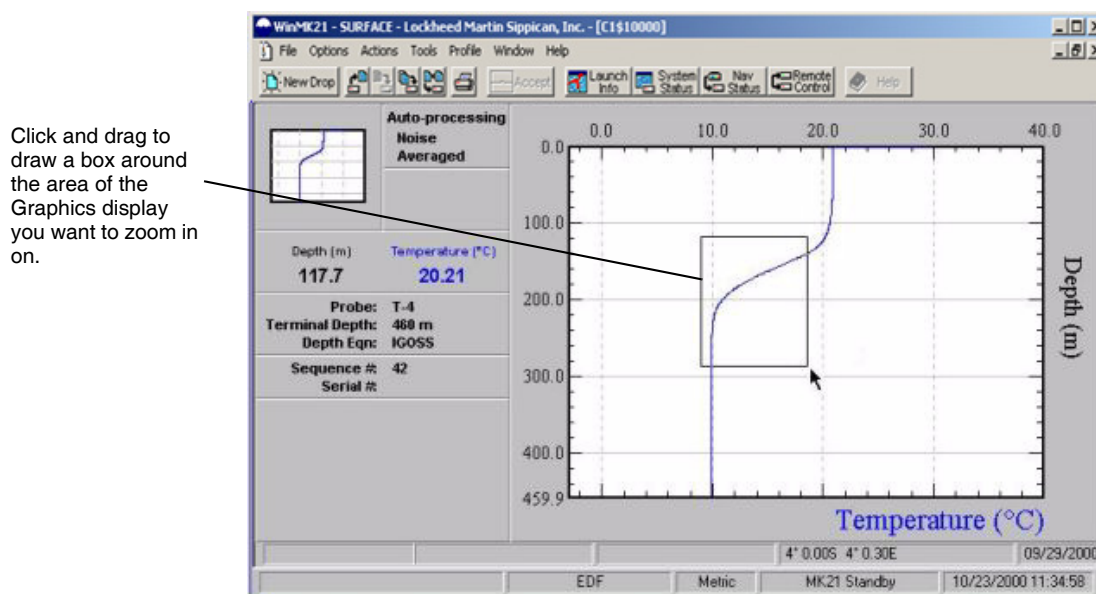 Click and drag to
draw a box around
the area of the
Graphics display
you want to zoom in
on.
WinMK21 - SURFACE - Lockheed Martin Sippican, Inc. - [C1$10000]
File Options Actions Tools Profile Window Help
New Drop Accept Launch Info System Status Nav Status Remote Control Help
Auto-processing
Noise
Averaged
Depth (m) Temperature (°C)
117.7 20.21
Probe: T-4
Terminal Depth: 460 m
Depth Eqn: IGOSS
Sequence #: 42
Serial #:
0.0 10.0 20.0 30.0 40.0
0.0
100.0
200.0
300.0
400.0
459.9
Depth (m)
Temperature (°C)
4° 0.00S 4° 0.30E 09/29/2000
EDF Metric MK21 Standby 10/23/2000 11:34:58